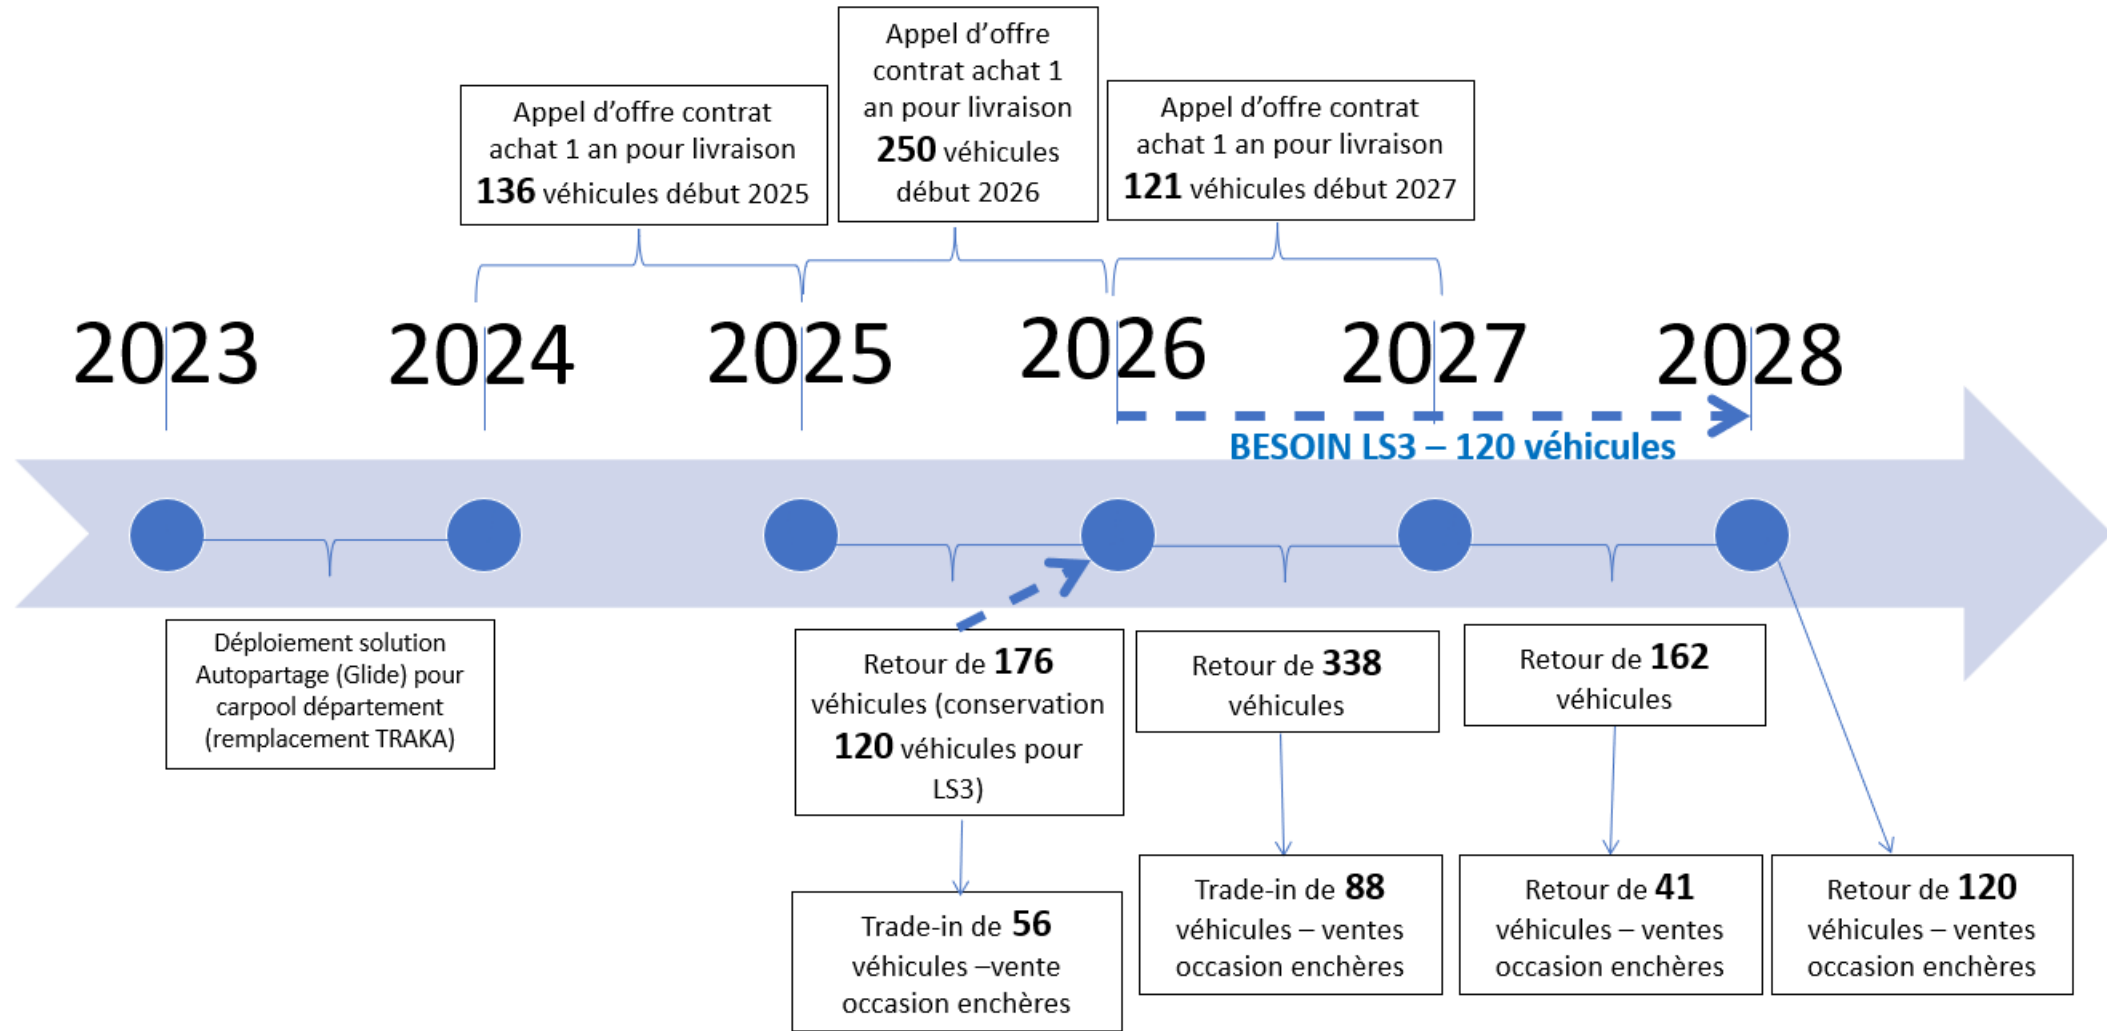 Appel d’offre contrat
achat 1 an pour livraison
136 véhicules début 2025
Appel d’offre
contrat achat 1
an pour livraison
250 véhicules
début 2026
Appel d’offre contrat
achat 1 an pour livraison
121 véhicules début 2027
2023
2024
2025
2026
2027
2028
BESOIN LS3 – 120 véhicules
Déploiement solution
Autopartage (Glide) pour
carpool département
(remplacement TRAKA)
Retour de 176
véhicules (conservation
120 véhicules pour
LS3)
Retour de 338
véhicules
Retour de 162
véhicules
Trade-in de 56
véhicules –vente
occasion enchères
Trade-in de 88
véhicules – ventes
occasion enchères
Retour de 41
véhicules – ventes
occasion enchères
Retour de 120
véhicules – ventes
occasion enchères